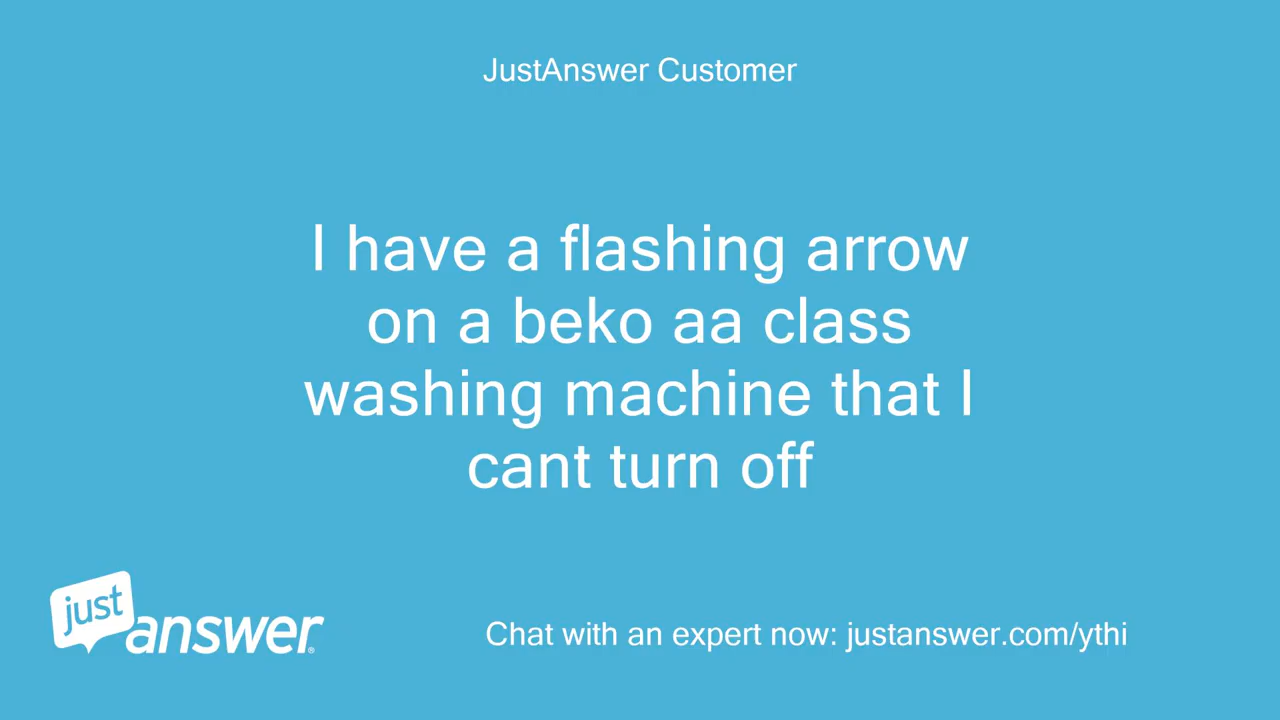 JustAnswer Customer
I have a flashing arrow
on a beko aa class
washing machine that I
cant turn off
just
answer®
Chat with an expert now: justanswer.com/ythi